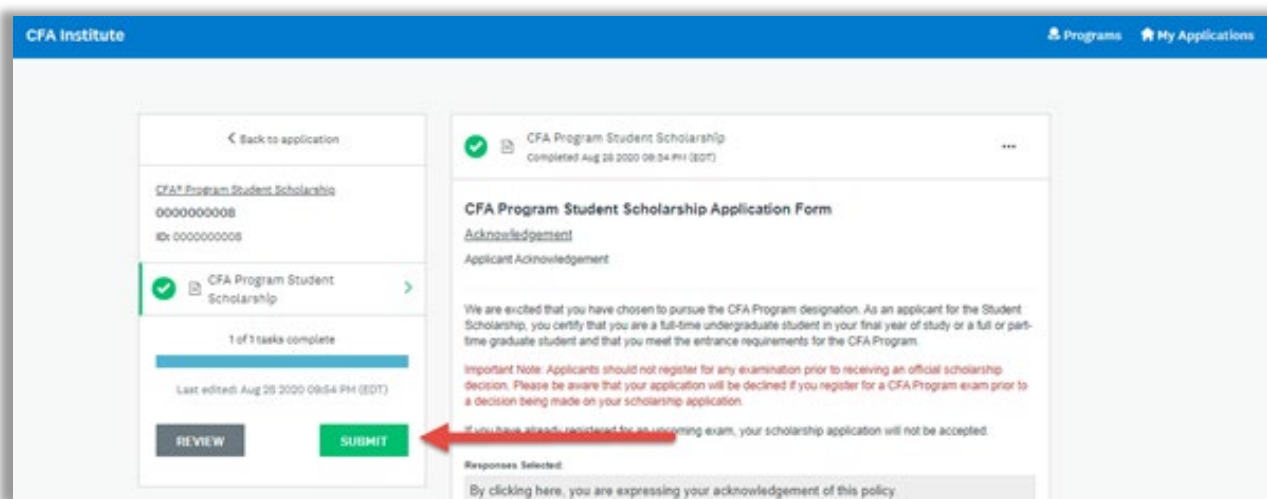 CFA Institute
Programs
My Applications
Back to application
CFA® Program Student Scholarship
0000000008
ID: 0000000008
CFA Program Student
Scholarship
1 of 1 tasks complete
Last edited: Aug 28 2020 09:54 PM (EDT)
REVIEW
SUBMIT
CFA Program Student Scholarship
Completed Aug 28 2020 09:54 PM (EDT)
...
CFA Program Student Scholarship Application Form
Acknowledgement
Applicant Acknowledgement
We are excited that you have chosen to pursue the CFA Program designation. As an applicant for the Student
Scholarship, you certify that you are a full-time undergraduate student in your final year of study or a full or part-
time graduate student and that you meet the entrance requirements for the CFA Program.
Important Note: Applicants should not register for any examination prior to receiving an official scholarship
decision. Please be aware that your application will be declined if you register for a CFA Program exam prior to
a decision being made on your scholarship application.
If you have already registered for an upcoming exam, your scholarship application will not be accepted.
Responses Selected:
By clicking here, you are expressing your acknowledgement of this policy.